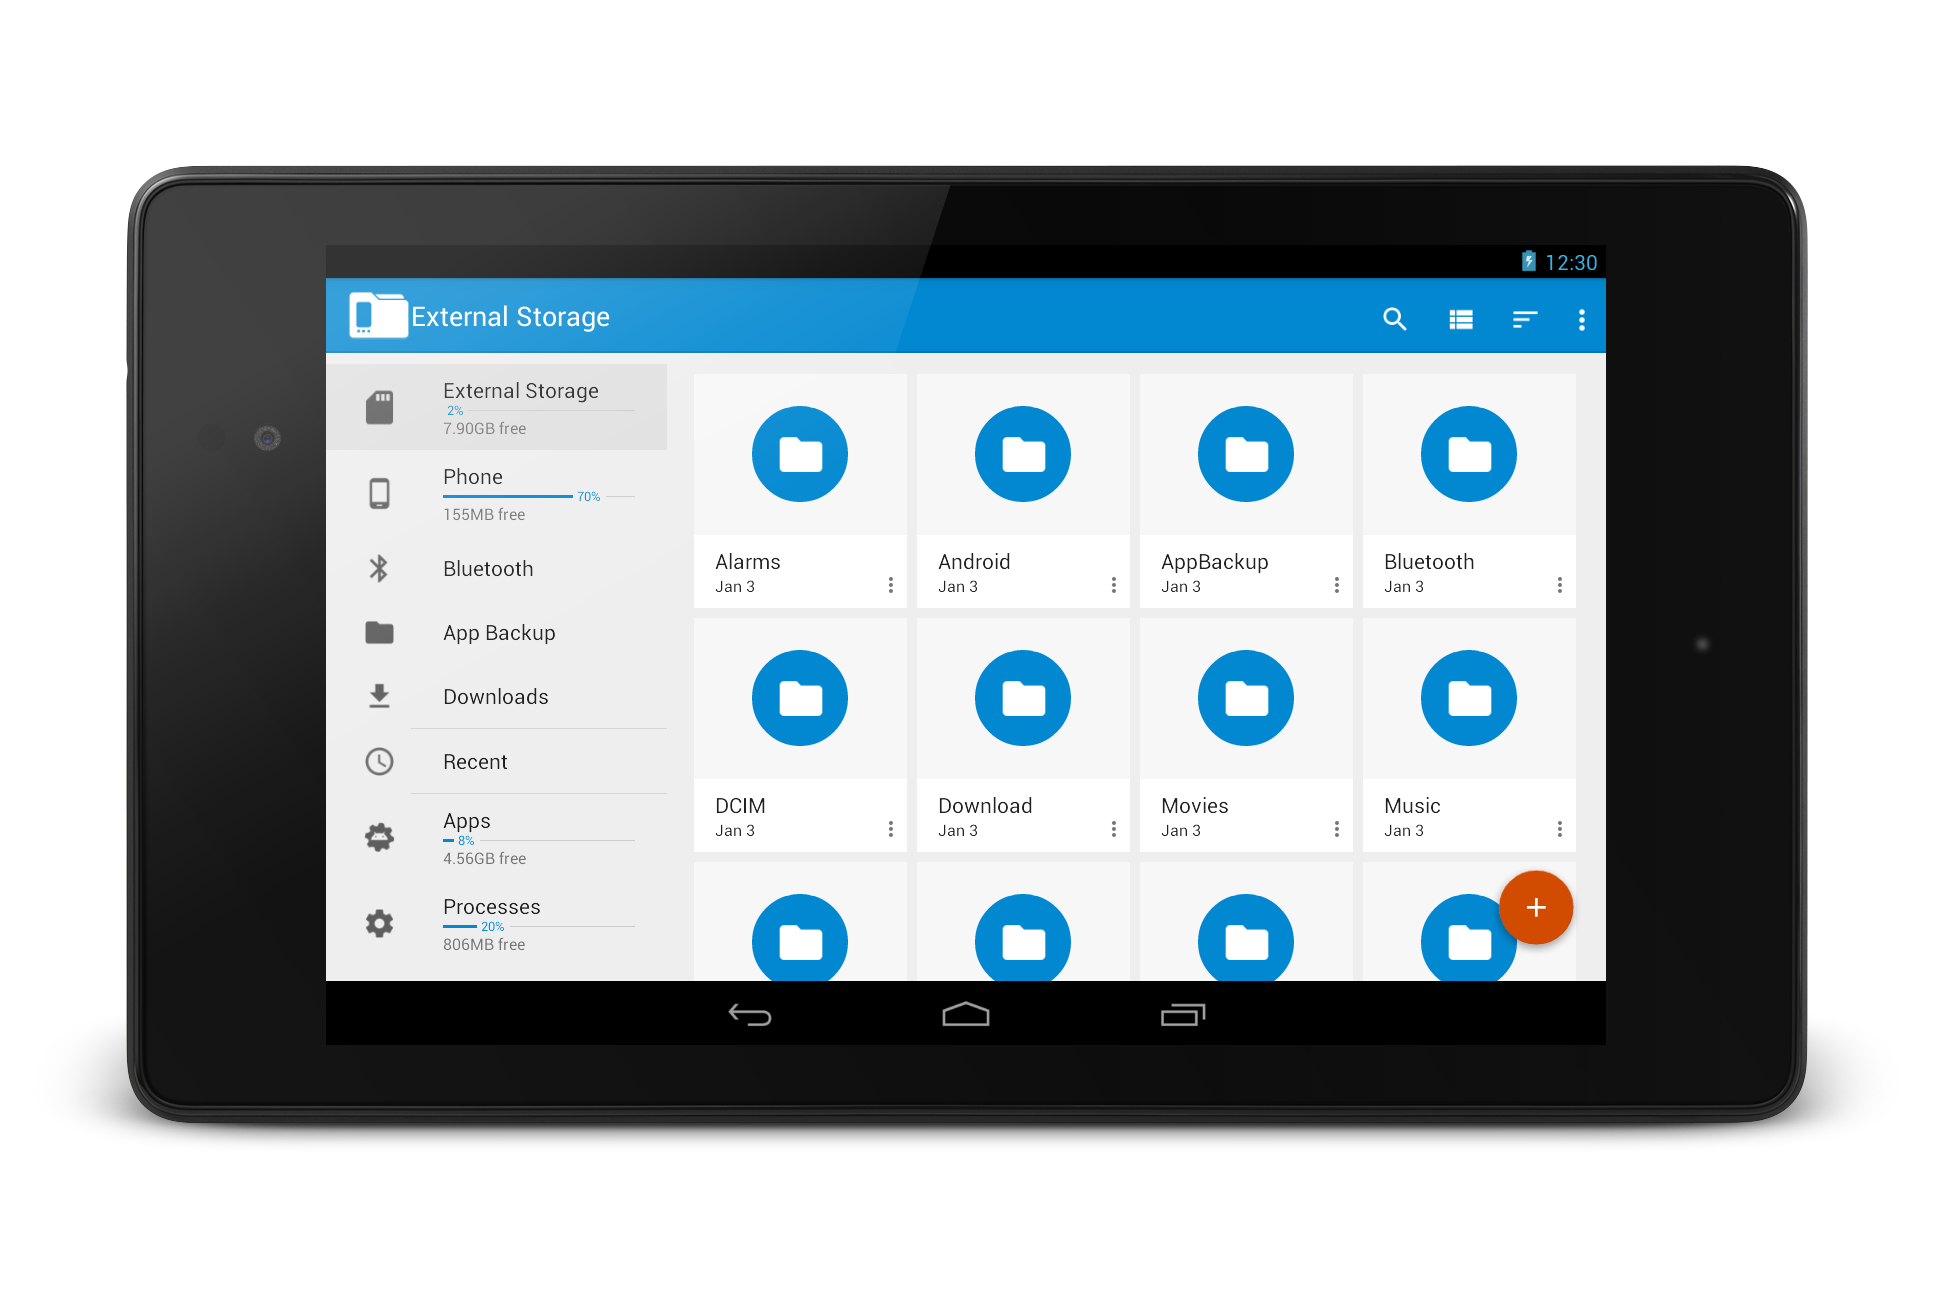 12:30
External Storage
External Storage
2%
7.90GB free
Phone
70%
155MB free
Bluetooth
App Backup
Downloads
Recent
Apps
8%
4.56GB free
Processes
20%
806MB free
Alarms
Jan 3
Android
Jan 3
AppBackup
Jan 3
Bluetooth
Jan 3
DCIM
Jan 3
Download
Jan 3
Movies
Jan 3
Music
Jan 3